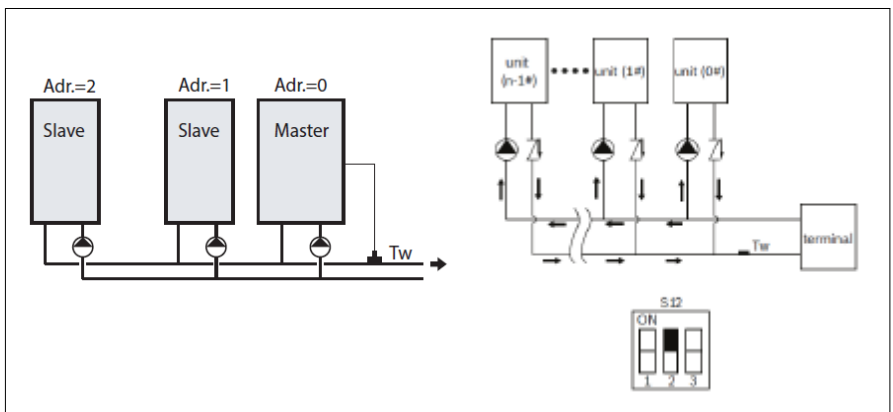 Adr.=2 Adr.=1 Adr.=0
Slave Slave Master
Tw
unit
(n-1#) unit (1#) unit (0#)
terminal
Tw
S12
ON
1 2 3